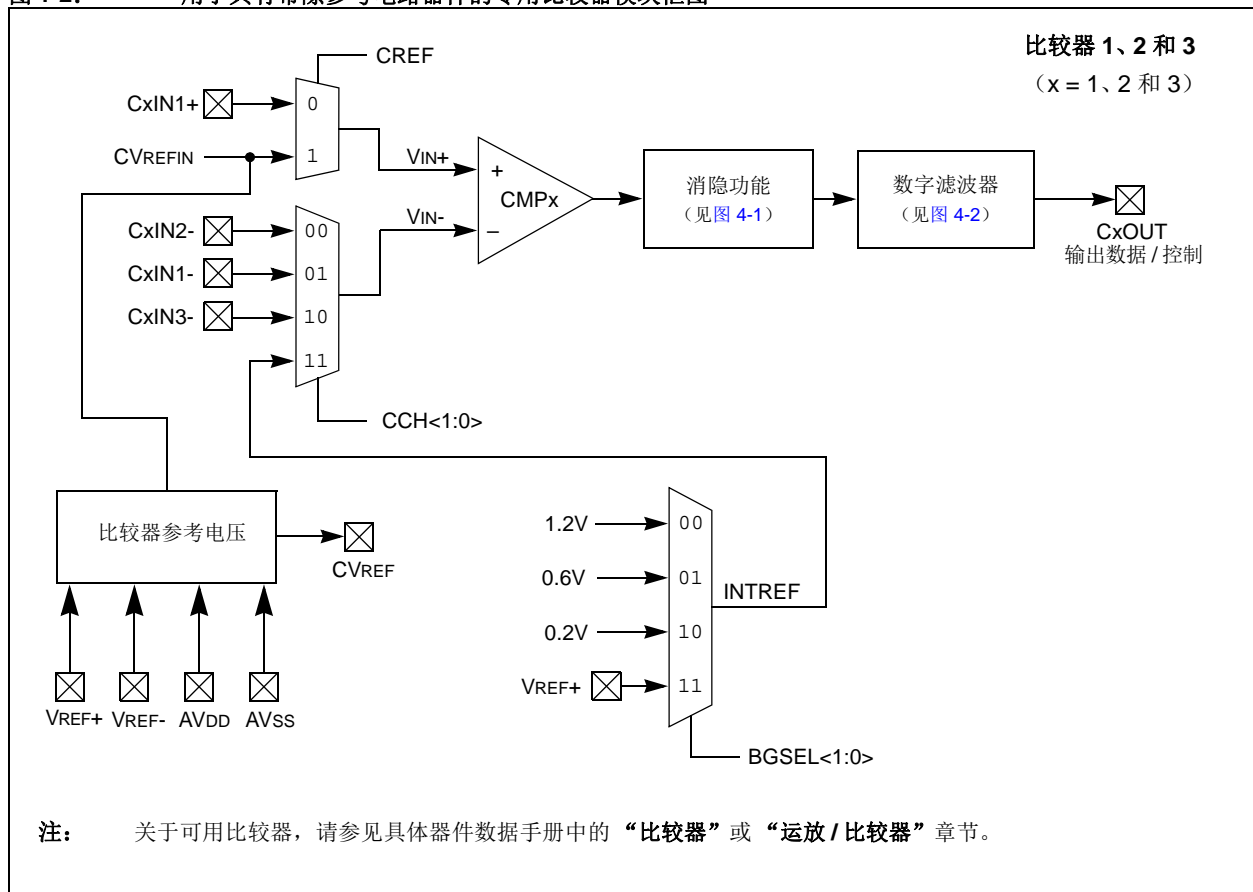 比较器 1、2 和 3
（x = 1、2 和 3）
CREF
CxIN1+
0
CVREFIN
1
VIN+
CxIN2-
00
VIN-
CxIN1-
01
CxIN3-
10
11
+
CMPx
–
消隐功能
（见图 4-1）
数字滤波器
（见图 4-2）
CxOUT
输出数据 / 控制
CCH<1:0>
比较器参考电压
CVREF
VREF+ VREF- AVDD AVSS
1.2V
00
0.6V
01
INTREF
0.2V
10
VREF+
11
BGSEL<1:0>
注： 关于可用比较器，请参见具体器件数据手册中的 “比较器”或 “运放 / 比较器”章节。